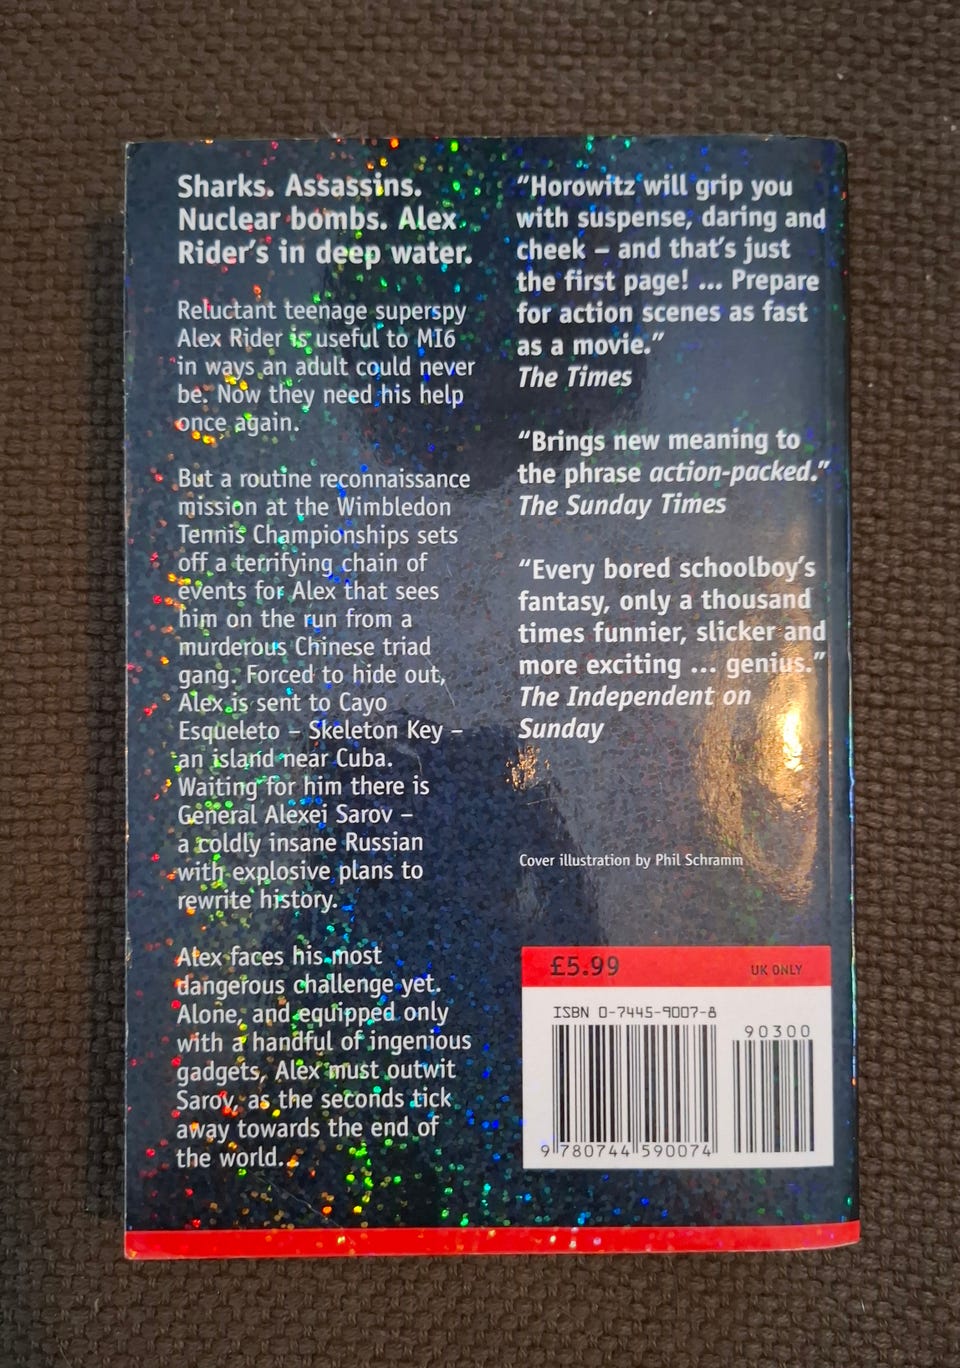 Sharks. Assassins.
Nuclear bombs. Alex
Rider's in deep water.
Reluctant teenage superspy
Alex Rider is useful to MI6
in ways an adult could never
be. Now they need his help
once again.
But a routine reconnaissance
mission at the Wimbledon
Tennis Championships sets
off a terrifying chain of
events for Alex that sees
him on the run from a
murderous Chinese triad
gang. Forced to hide out,
Alex is sent to Cayo
Esqueleto – Skeleton Key –
an island near Cuba.
Waiting for him there is
General Alexei Sarov –
a coldly insane Russian
with explosive plans to
rewrite history.
Alex faces his most
dangerous challenge yet.
Alone, and equipped only
with a handful of ingenious
gadgets, Alex must outwit
Sarov, as the seconds tick
away towards the end of
the world...
"Horowitz will grip you
with suspense, daring and
cheek – and that's just
the first page! ... Prepare
for action scenes as fast
as a movie."
The Times
"Brings new meaning to
the phrase action-packed."
The Sunday Times
"Every bored schoolboy's
fantasy, only a thousand
times funnier, slicker and
more exciting ... genius."
The Independent on
Sunday
Cover illustration by Phil Schramm
£5.99 UK ONLY
ISBN 0-7445-9007-8
90300
9 780744 590074